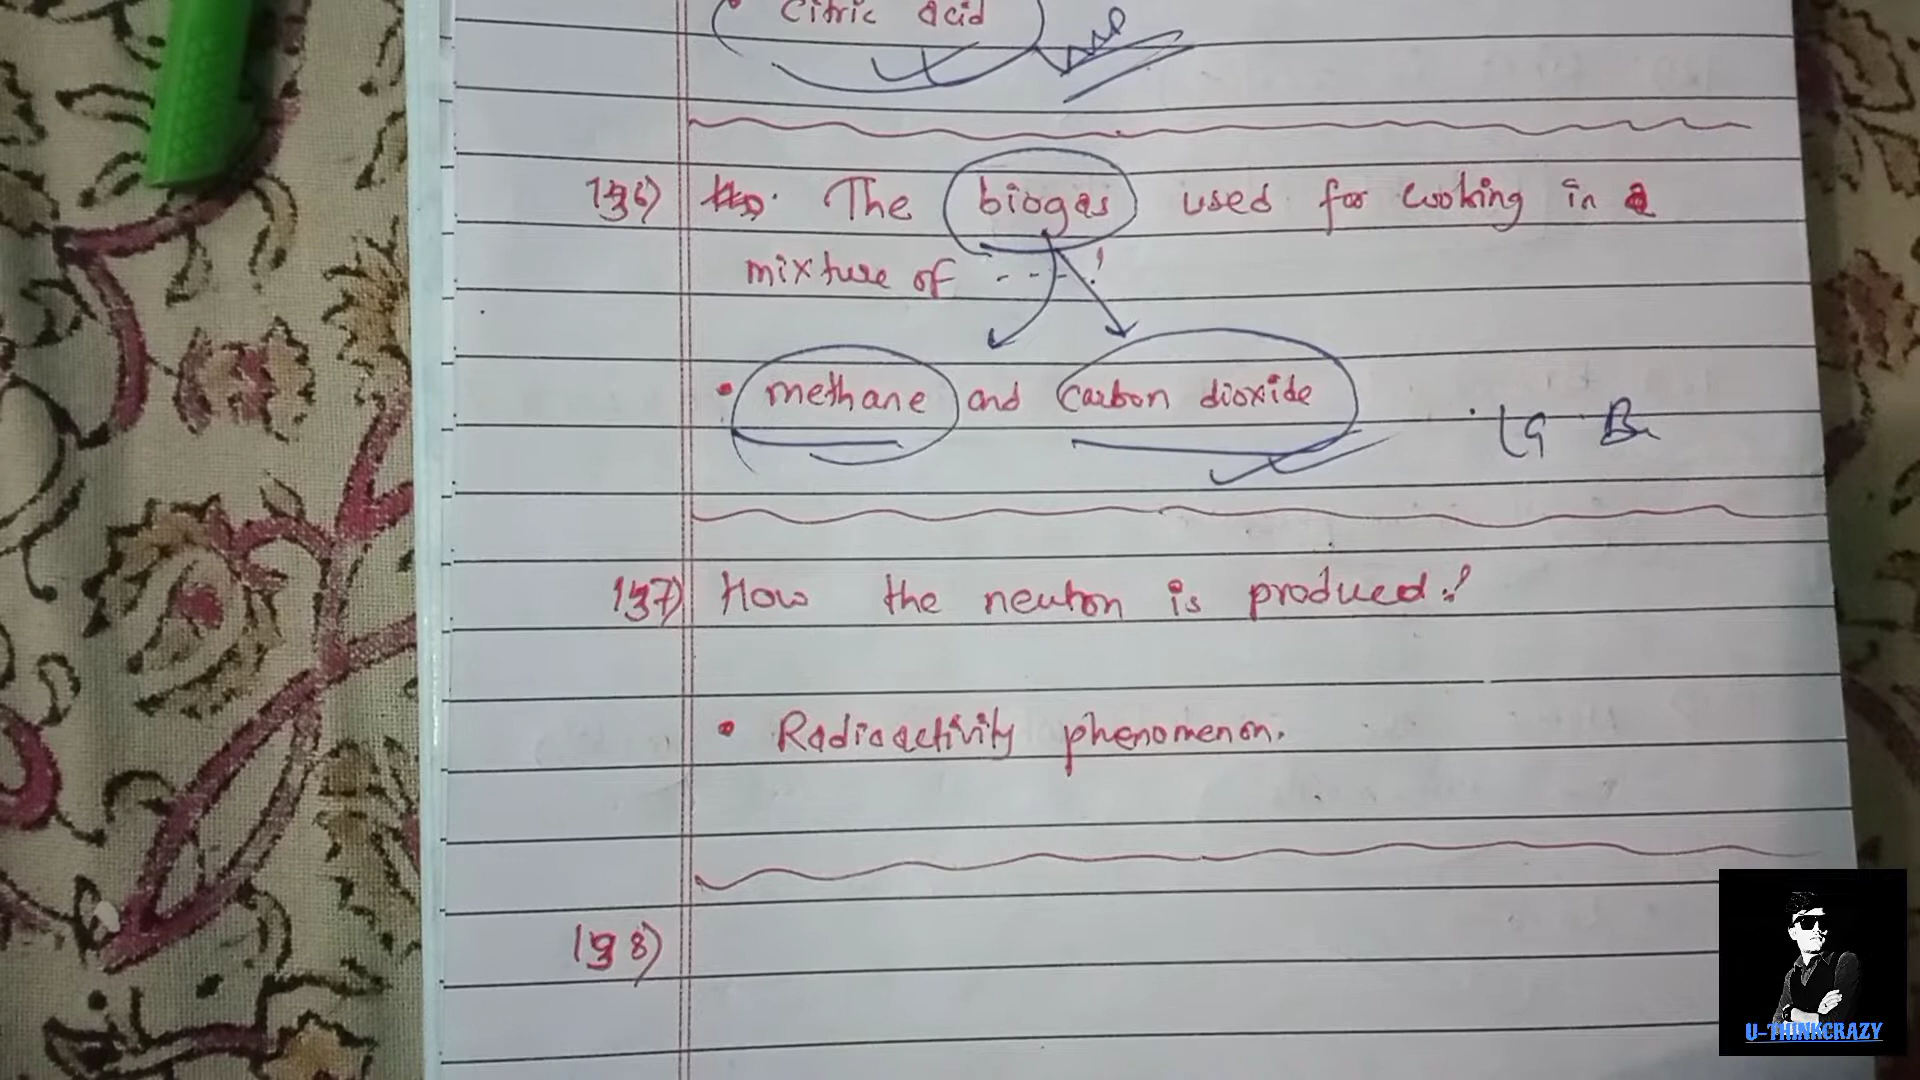 • Citric acid
136) The biogas used for cooking in a
mixture of ---!
• methane and carbon dioxide
137) How the neutron is produced?
• Radioactivity phenomenon.
138)
U-THINKCRAZY